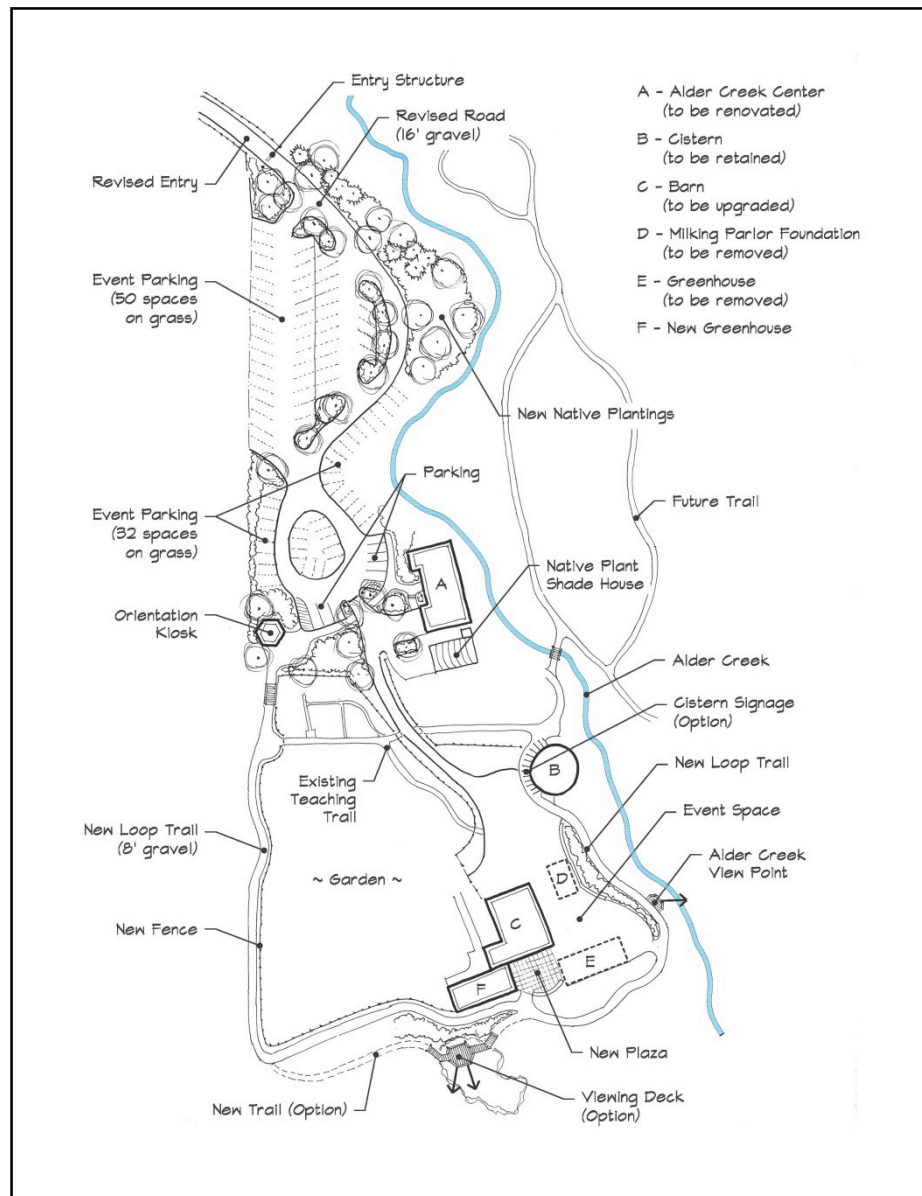 Entry Structure
Revised Road
(16' gravel)
Revised Entry
Event Parking
(50 spaces
on grass)
New Native Plantings
Parking
Event Parking
(32 spaces
on grass)
Future Trail
Native Plant
Shade House
Orientation
Kiosk
Alder Creek
Cistern Signage
(Option)
New Loop Trail
Existing
Teaching
Trail
Event Space
New Loop Trail
(8' gravel)
Alder Creek
View Point
~ Garden ~
New Fence
New Plaza
New Trail (Option)
Viewing Deck
(Option)
A
B
C
D
E
F
A - Alder Creek Center
(to be renovated)
B - Cistern
(to be retained)
C - Barn
(to be upgraded)
D - Milking Parlor Foundation
(to be removed)
E - Greenhouse
(to be removed)
F - New Greenhouse